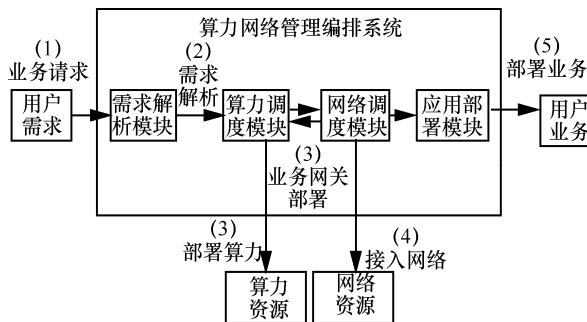 算力网络管理编排系统
(1)
业务请求
用户
需求
需求解
析模块
(2)
需求
解析
算力调
度模块
网络调
度模块
应用部
署模块
(5)
部署业务
用户
业务
(3)
业务网关
部署
(3)
部署算力
(4)
接入网络
算力
资源
网络
资源